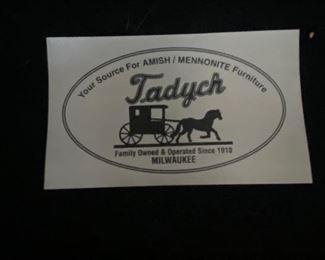 Your Source For AMISH / MENNONITE Furniture
Tadych
Family Owned & Operated Since 1910
MILWAUKEE